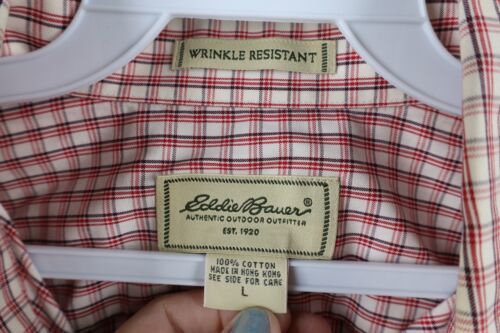 WRINKLE RESISTANT
Eddie Bauer®
AUTHENTIC OUTDOOR OUTFITTER
EST. 1920
100% COTTON
MADE IN HONG KONG
SEE SIDE FOR CARE
L